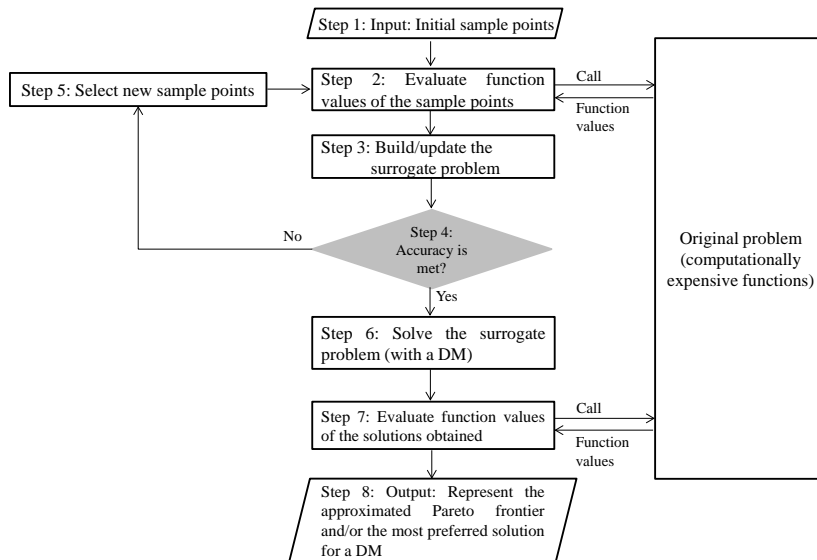 Step 1: Input: Initial sample points
Step 5: Select new sample points
Step 2: Evaluate function
values of the sample points
Call
Function
values
Step 3: Build/update the
surrogate problem
Step 4:
Accuracy is
met?
No
Yes
Original problem
(computationally
expensive functions)
Step 6: Solve the surrogate
problem (with a DM)
Step 7: Evaluate function values
of the solutions obtained
Call
Function
values
Step 8: Output: Represent the
approximated Pareto frontier
and/or the most preferred solution
for a DM